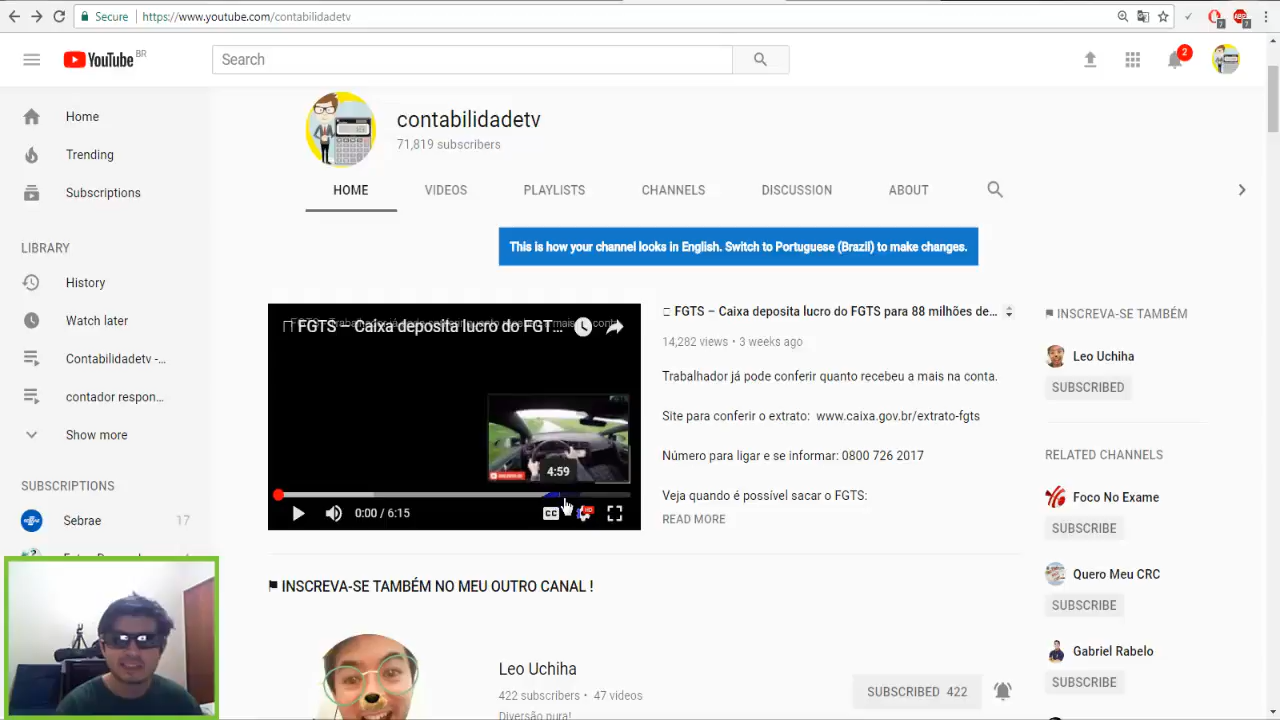 Secure https://www.youtube.com/contabilidadetv
YouTube BR
Search
2
Home
Trending
Subscriptions
LIBRARY
History
Watch later
Contabilidadetv -...
contador respon...
Show more
SUBSCRIPTIONS
Sebrae 17
contabilidadetv
71,819 subscribers
HOME VIDEOS PLAYLISTS CHANNELS DISCUSSION ABOUT
This is how your channel looks in English. Switch to Portuguese (Brazil) to make changes.
FGTS – Caixa deposita lucro do FGT...
4:59
0:00 / 6:15
CC
HD
FGTS – Caixa deposita lucro do FGTS para 88 milhões de...
14,282 views • 3 weeks ago
Trabalhador já pode conferir quanto recebeu a mais na conta.
Site para conferir o extrato: www.caixa.gov.br/extrato-fgts
Número para ligar e se informar: 0800 726 2017
Veja quando é possível sacar o FGTS:
READ MORE
INSCREVA-SE TAMBÉM NO MEU OUTRO CANAL !
Leo Uchiha
422 subscribers • 47 videos
Diversão pura!
SUBSCRIBED 422
INSCREVA-SE TAMBÉM
Leo Uchiha
SUBSCRIBED
RELATED CHANNELS
Foco No Exame
SUBSCRIBE
Quero Meu CRC
SUBSCRIBE
Gabriel Rabelo
SUBSCRIBE